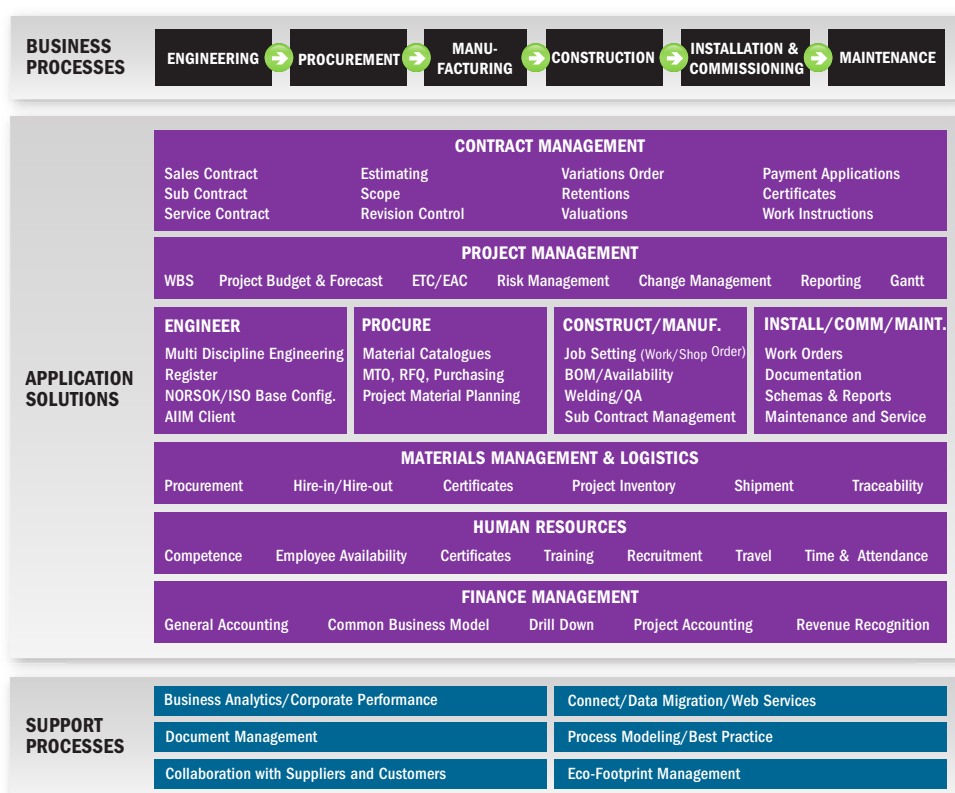 BUSINESS
PROCESSES
ENGINEERING
PROCUREMENT
MANU-
FACTURING
CONSTRUCTION
INSTALLATION &
COMMISSIONING
MAINTENANCE
APPLICATION
SOLUTIONS
CONTRACT MANAGEMENT
Sales Contract Estimating Variations Order Payment Applications
Sub Contract Scope Retentions Certificates
Service Contract Revision Control Valuations Work Instructions
PROJECT MANAGEMENT
WBS Project Budget & Forecast ETC/EAC Risk Management Change Management Reporting Gantt
ENGINEER
Multi Discipline Engineering
Register
NORSOK/ISO Base Config.
AIIM Client
PROCURE
Material Catalogues
MTO, RFQ, Purchasing
Project Material Planning
CONSTRUCT/MANUF.
Job Setting (Work/Shop Order)
BOM/Availability
Welding/QA
Sub Contract Management
INSTALL/COMM/MAINT.
Work Orders
Documentation
Schemas & Reports
Maintenance and Service
MATERIALS MANAGEMENT & LOGISTICS
Procurement Hire-in/Hire-out Certificates Project Inventory Shipment Traceability
HUMAN RESOURCES
Competence Employee Availability Certificates Training Recruitment Travel Time & Attendance
FINANCE MANAGEMENT
General Accounting Common Business Model Drill Down Project Accounting Revenue Recognition
SUPPORT
PROCESSES
Business Analytics/Corporate Performance
Connect/Data Migration/Web Services
Document Management
Process Modeling/Best Practice
Collaboration with Suppliers and Customers
Eco-Footprint Management